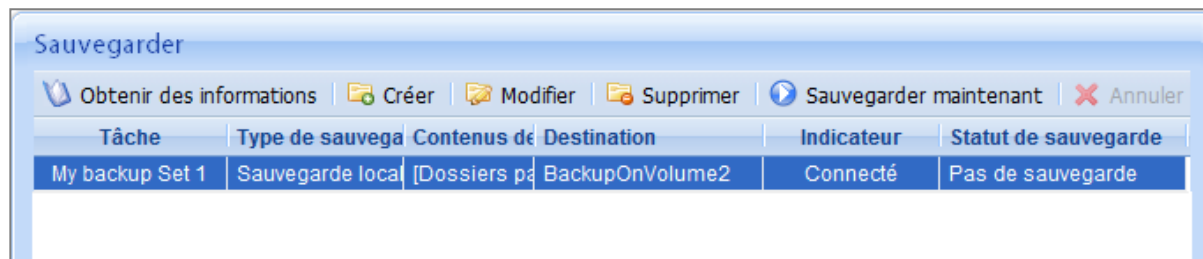 Sauvegarder
Obtenir des informations Créer Modifier Supprimer Sauvegarder maintenant Annuler
Tâche Type de sauvega Contenus de Destination Indicateur Statut de sauvegarde
My backup Set 1 Sauvegarde local [Dossiers pa BackupOnVolume2 Connecté Pas de sauvegarde